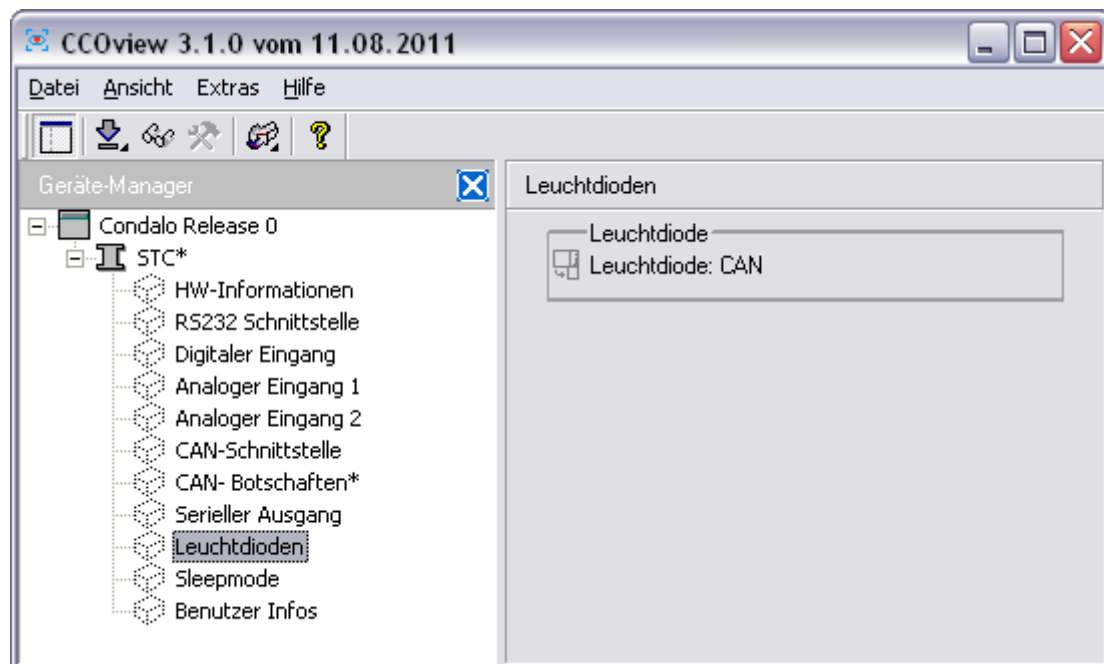 CCOview 3.1.0 vom 11.08.2011
Datei Ansicht Extras Hilfe
Geräte-Manager
Condalo Release 0
STC*
HW-Informationen
RS232 Schnittstelle
Digitaler Eingang
Analoger Eingang 1
Analoger Eingang 2
CAN-Schnittstelle
CAN- Botschaften*
Serieller Ausgang
Leuchtdioden
Sleepmode
Benutzer Infos
Leuchtdioden
Leuchtdiode
Leuchtdiode: CAN